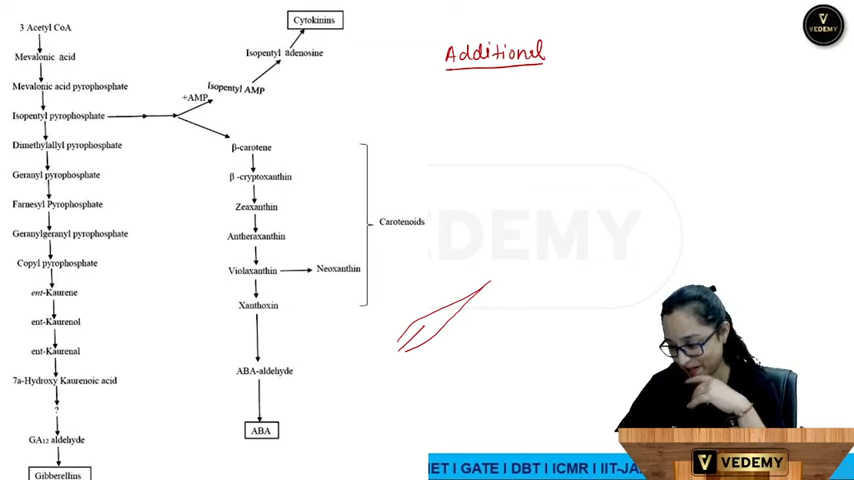 3 Acetyl CoA
Mevalonic acid
Mevalonic acid pyrophosphate
Isopentyl pyrophosphate
Dimethylallyl pyrophosphate
Geranyl pyrophosphate
Farnesyl Pyrophosphate
Geranylgeranyl pyrophosphate
Copyl pyrophosphate
ent-Kaurene
ent-Kaurenol
ent-Kaurenal
7a-Hydroxy Kaurenoic acid
?
GA12 aldehyde
Gibberellins
Cytokinins
Isopentyl adenosine
Isopentyl AMP
+AMP
β-carotene
β -cryptoxanthin
Zeaxanthin
Antheraxanthin
Violaxanthin
Neoxanthin
Xanthoxin
ABA-aldehyde
ABA
Carotenoids
Additional
VEDEMY
EDEMY
VEDEMY
NET I GATE I DBT I ICMR I IIT-JA